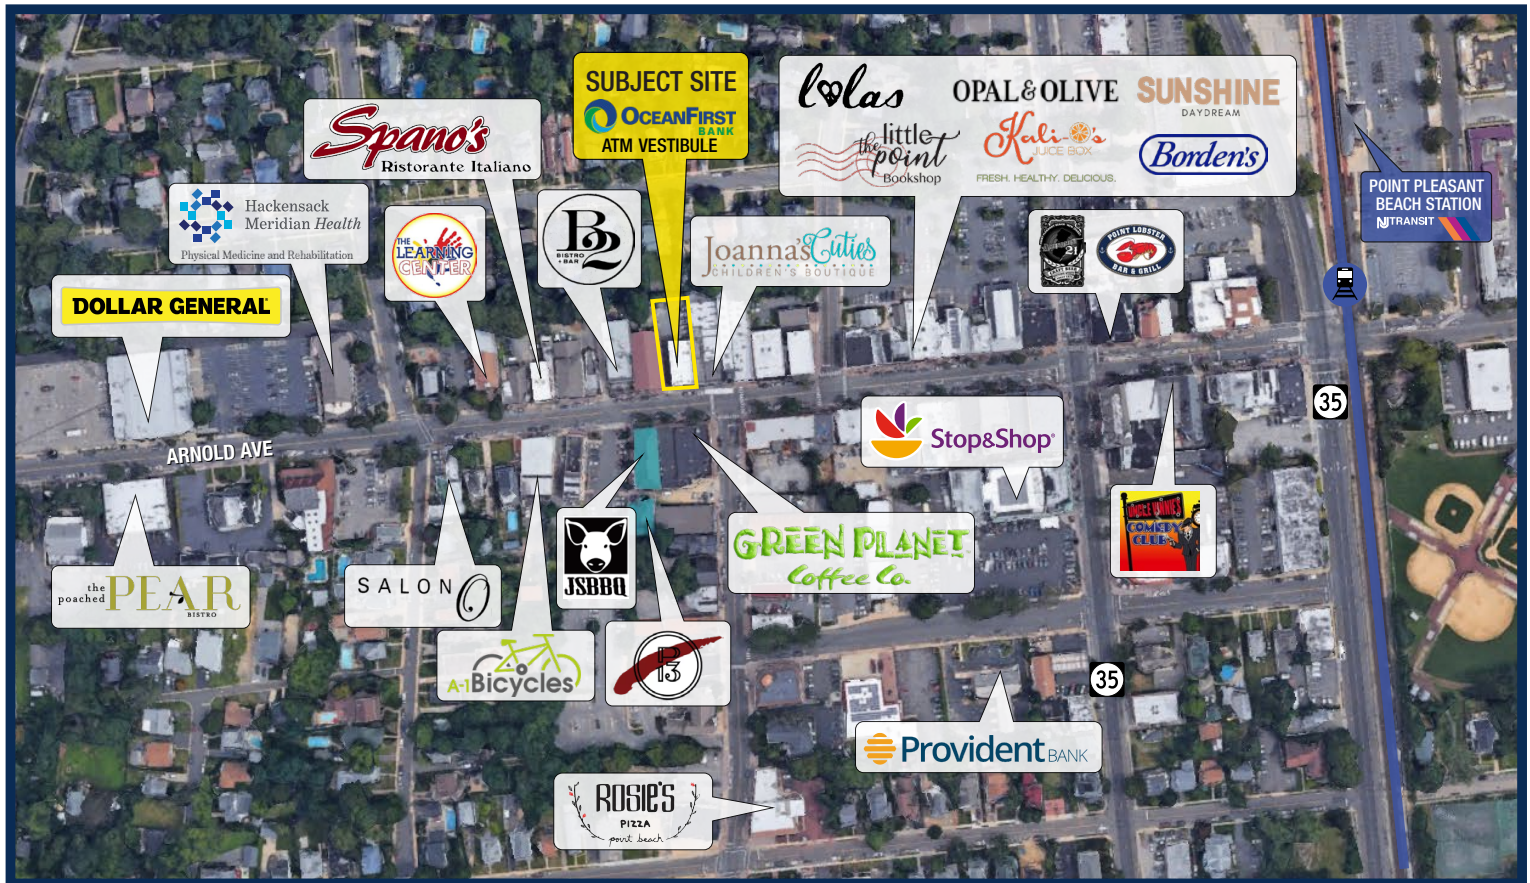 SUBJECT SITE
OCEANFIRST
BANK
ATM VESTIBULE
lolas
OPAL & OLIVE
SUNSHINE
DAYDREAM
the little point
Bookshop
Kali O's
JUICE BOX
FRESH. HEALTHY. DELICIOUS.
Borden's
Spano's
Ristorante Italiano
POINT PLEASANT
BEACH STATION
NJ TRANSIT
Hackensack
Meridian Health
Physical Medicine and Rehabilitation
THE
LEARNING
CENTER
B2
BISTRO + BAR
Joanna's Cuties
CHILDREN'S BOUTIQUE
21
POINT LOBSTER
BAR & GRILL
DOLLAR GENERAL
35
Stop&Shop
ARNOLD AVE
UNCLE VINNIE'S
COMEDY
CLUB
GREEN PLANET
Coffee Co.
JSBBQ
the
poached
PEAR
BISTRO
SALON O
A-1 Bicycles
P13
35
Provident BANK
ROSIE'S
PIZZA
point beach